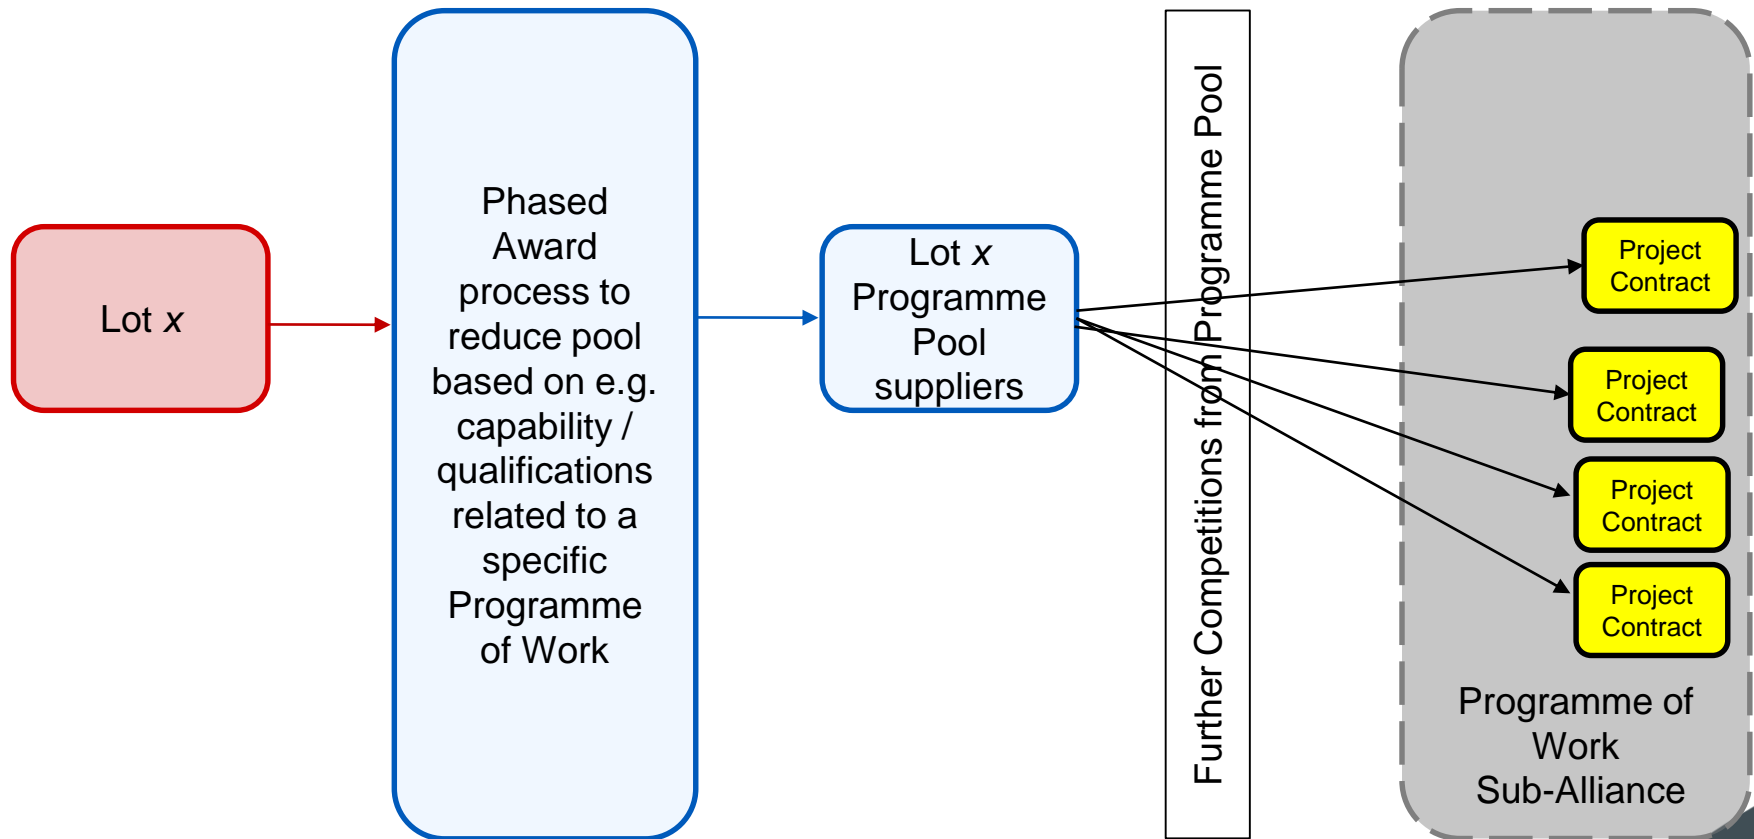 Lot x
Phased
Award
process to
reduce pool
based on e.g.
capability /
qualifications
related to a
specific
Programme
of Work
Lot x
Programme
Pool
suppliers
Further Competitions from Programme Pool
Project
Contract
Project
Contract
Project
Contract
Project
Contract
Programme of
Work
Sub-Alliance